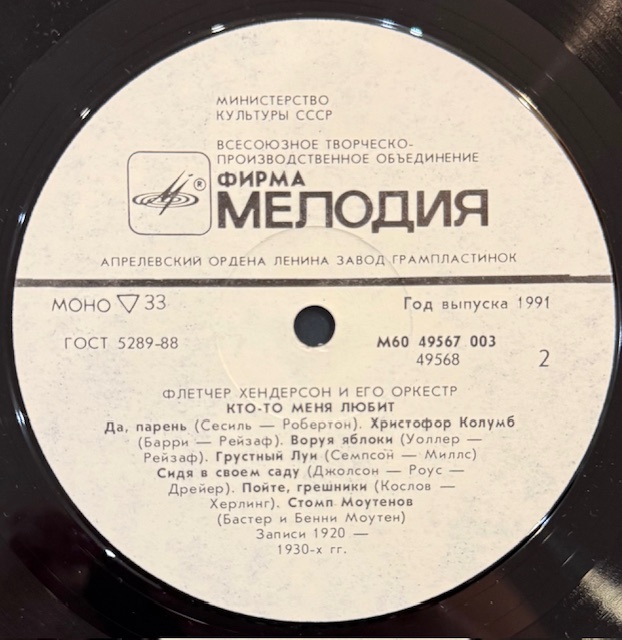 МИНИСТЕРСТВО
КУЛЬТУРЫ СССР
ВСЕСОЮЗНОЕ ТВОРЧЕСКО-
ПРОИЗВОДСТВЕННОЕ ОБЪЕДИНЕНИЕ
®
ФИРМА
МЕЛОДИЯ
АПРЕЛЕВСКИЙ ОРДЕНА ЛЕНИНА ЗАВОД ГРАМПЛАСТИНОК
МОНО ▽ 33
Год выпуска 1991
ГОСТ 5289-88
М60 49567 003
49568
2
ФЛЕТЧЕР ХЕНДЕРСОН И ЕГО ОРКЕСТР
КТО-ТО МЕНЯ ЛЮБИТ
Да, парень (Сесиль — Робертон). Христофор Колумб
(Барри — Рейзаф). Воруя яблоки (Уоллер —
Рейзаф). Грустный Луи (Семпсон — Миллс)
Сидя в своем саду (Джолсон — Роус —
Дрейер). Пойте, грешники (Кослов —
Херлинг). Стомп Моутенов
(Бастер и Бенни Моутен)
Записи 1920 —
1930-х гг.